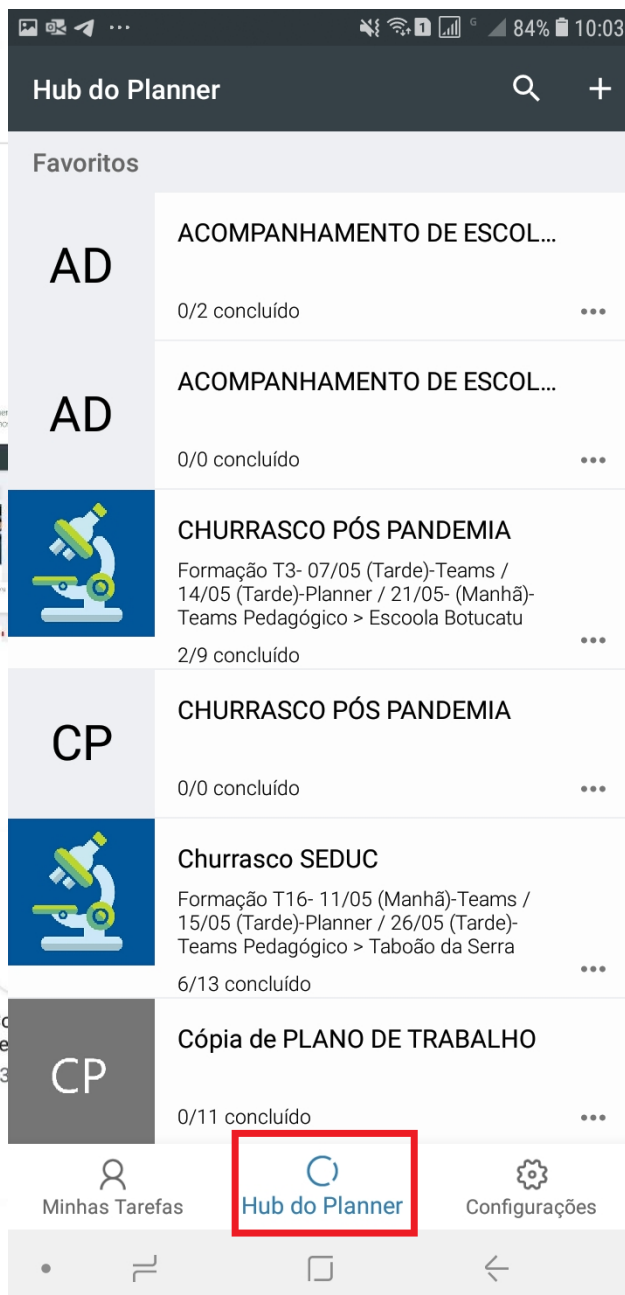 1 G 84% 10:03
Hub do Planner
Favoritos
AD
ACOMPANHAMENTO DE ESCOL...
0/2 concluído
AD
ACOMPANHAMENTO DE ESCOL...
0/0 concluído
CHURRASCO PÓS PANDEMIA
Formação T3- 07/05 (Tarde)-Teams /
14/05 (Tarde)-Planner / 21/05- (Manhã)-
Teams Pedagógico > Escoola Botucatu
2/9 concluído
CP
CHURRASCO PÓS PANDEMIA
0/0 concluído
Churrasco SEDUC
Formação T16- 11/05 (Manhã)-Teams /
15/05 (Tarde)-Planner / 26/05 (Tarde)-
Teams Pedagógico > Taboão da Serra
6/13 concluído
CP
Cópia de PLANO DE TRABALHO
0/11 concluído
Minhas Tarefas
Hub do Planner
Configurações